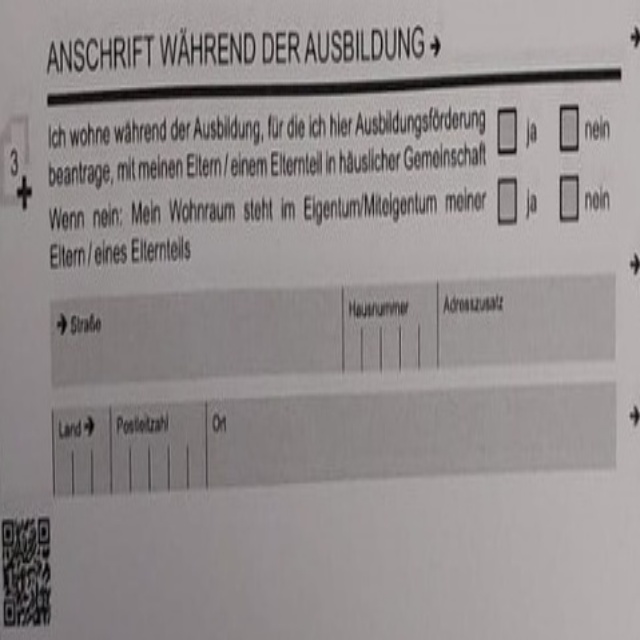 ANSCHRIFT WÄHREND DER AUSBILDUNG →
3
Ich wohne während der Ausbildung, für die ich hier Ausbildungsförderung
beantrage, mit meinen Eltern / einem Elternteil in häuslicher Gemeinschaft
ja nein
Wenn nein: Mein Wohnraum steht im Eigentum/Miteigentum meiner
Eltern / eines Elternteils
ja nein
→ Straße Hausnummer Adresszusatz
Land → Postleitzahl Ort